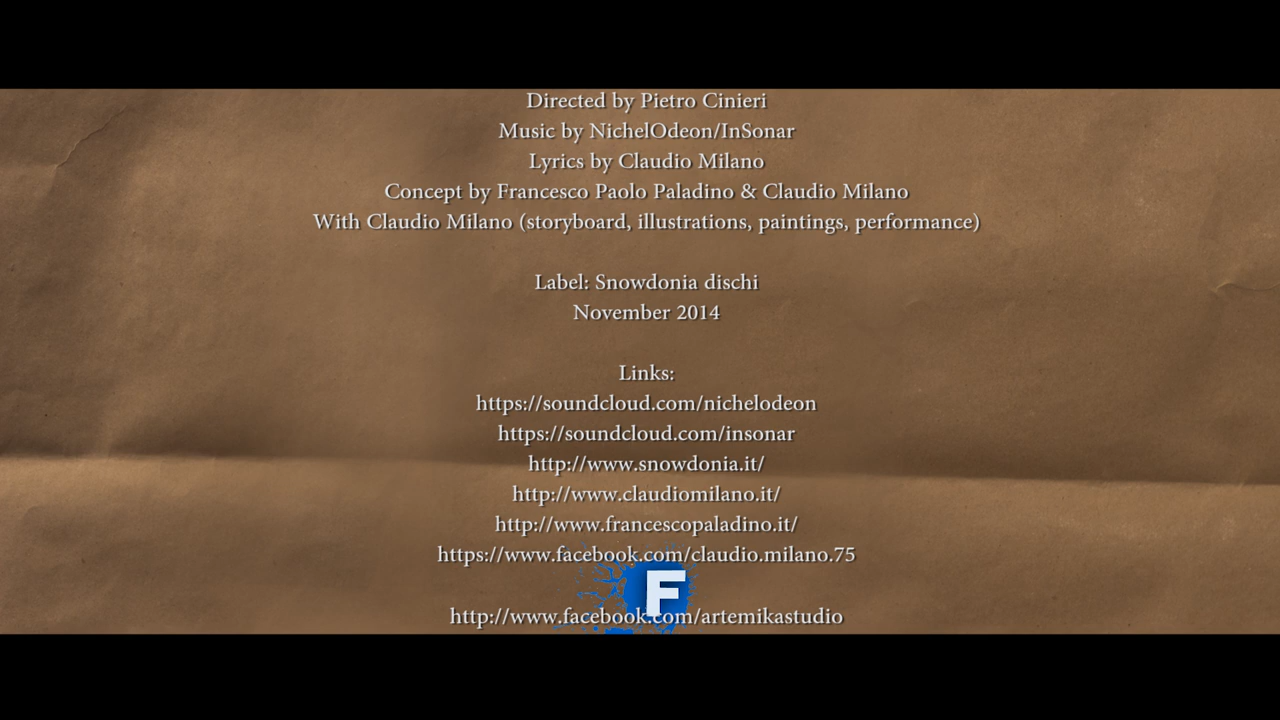 Directed by Pietro Cinieri
Music by NichelOdeon/InSonar
Lyrics by Claudio Milano
Concept by Francesco Paolo Paladino & Claudio Milano
With Claudio Milano (storyboard, illustrations, paintings, performance)
Label: Snowdonia dischi
November 2014
Links:
https://soundcloud.com/nichelodeon
https://soundcloud.com/insonar
http://www.snowdonia.it/
http://www.claudiomilano.it/
http://www.francescopaladino.it/
https://www.facebook.com/claudio.milano.75
F
http://www.facebook.com/artemikastudio